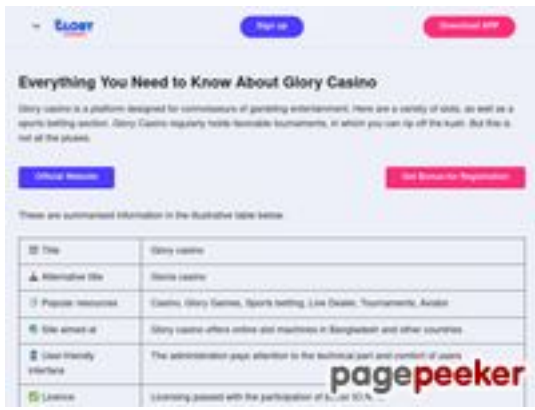 GLORY
Sign up
Download APP
Everything You Need to Know About Glory Casino
Glory casino is a platform designed for connoisseurs of gambling entertainment. Here are a variety of slots, as well as a
sports betting section. Glory Casino regularly holds favorable tournaments, in which you can rip off the kush. But this is
not all the pluses.
Official Website
Get Bonus for Registration
These are summarised information in the illustrative table below.
Title
Glory casino
Alternative title
Gloria casino
Popular resources
Casino, Glory Games, Sports betting, Live Dealer, Tournaments, Aviator
Site aimed at
Glory casino offers online slot machines in Bangladesh and other countries
User-friendly
interface
The administration pays attention to the technical part and comfort of users
Licence
Licensing passed with the participation of
pagepeeker